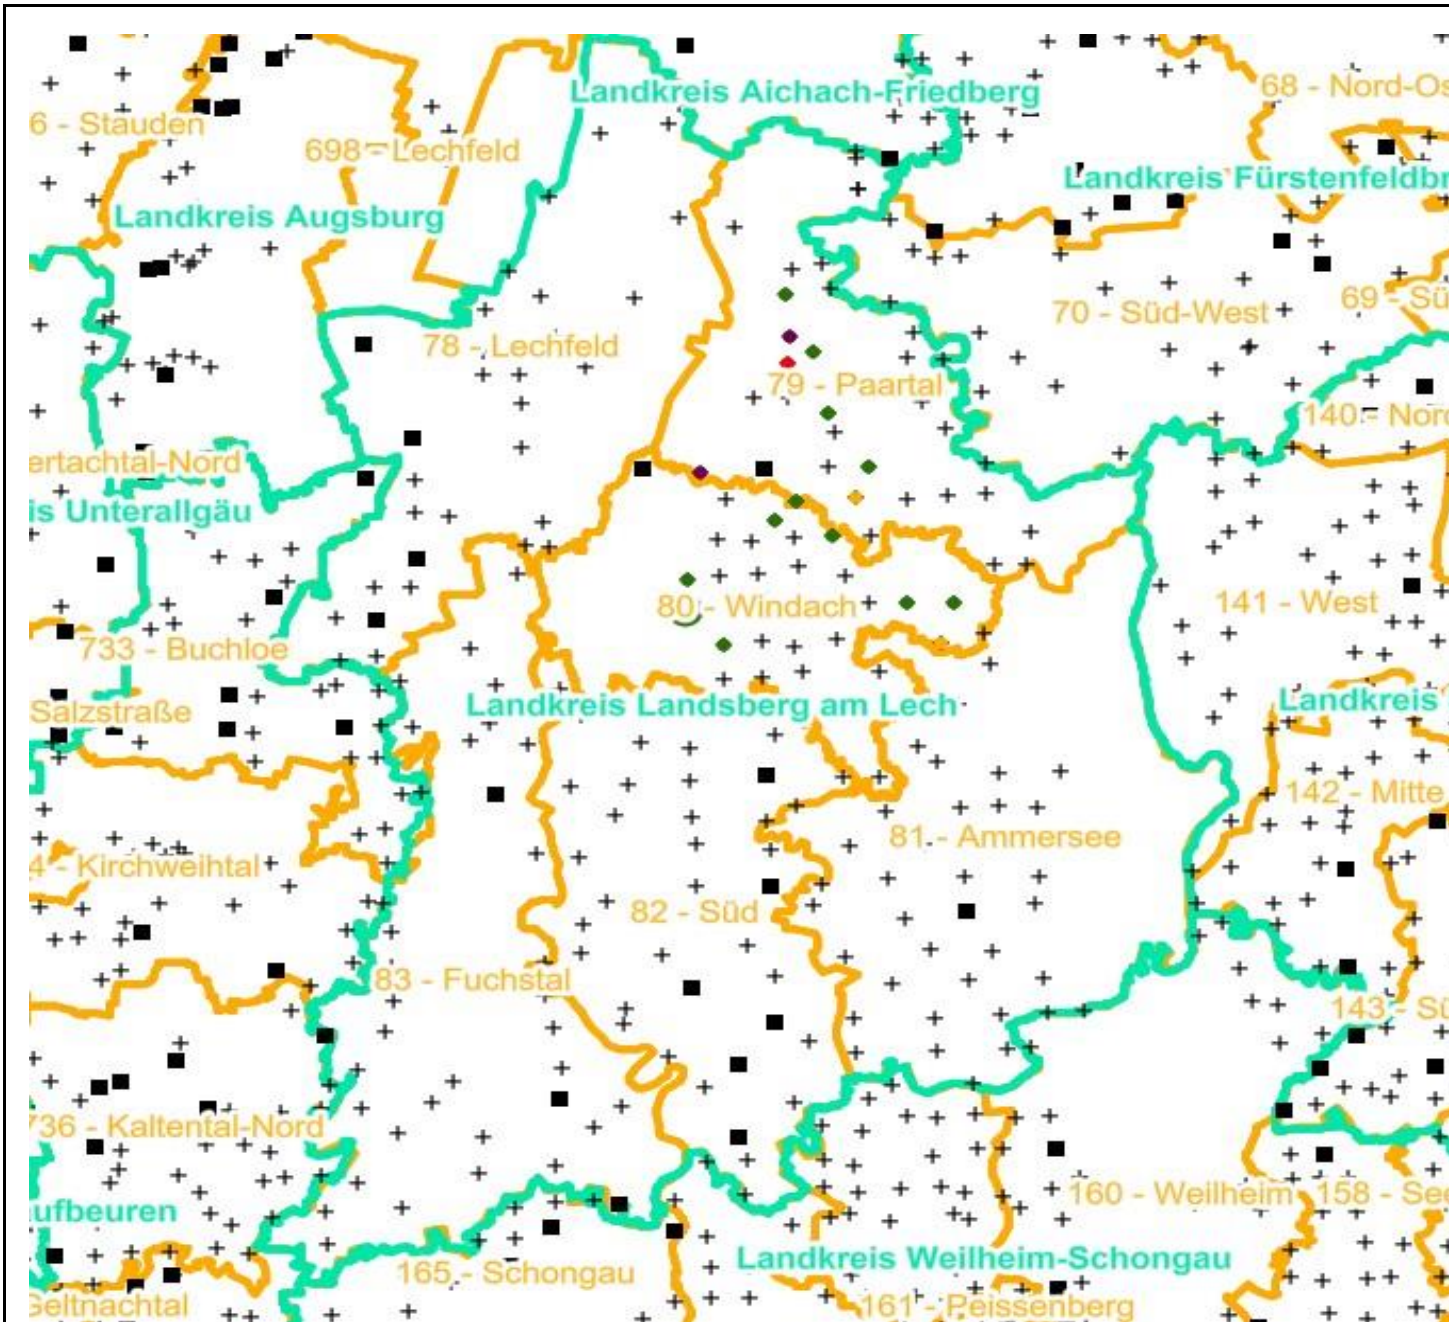 Landkreis Aichach-Friedberg
68 - Nord-Os
6 - Stauden
698 - Lechfeld
Landkreis Fürstenfeldbr
Landkreis Augsburg
69 - Sü
70 - Süd-West
78 - Lechfeld
79 - Paartal
140 - Nord
ertachtal-Nord
is Unterallgäu
80 - Windach
141 - West
733 - Buchloe
Landkreis Landsberg am Lech
Landkreis
Salzstraße
142 - Mitte
81 - Ammersee
4 - Kirchweihtal
82 - Süd
83 - Fuchstal
143 - Sü
736 - Kaltental-Nord
160 - Weilheim
158 - See
ufbeuren
Landkreis Weilheim-Schongau
165 - Schongau
Geltnachtal
161 - Peissenberg